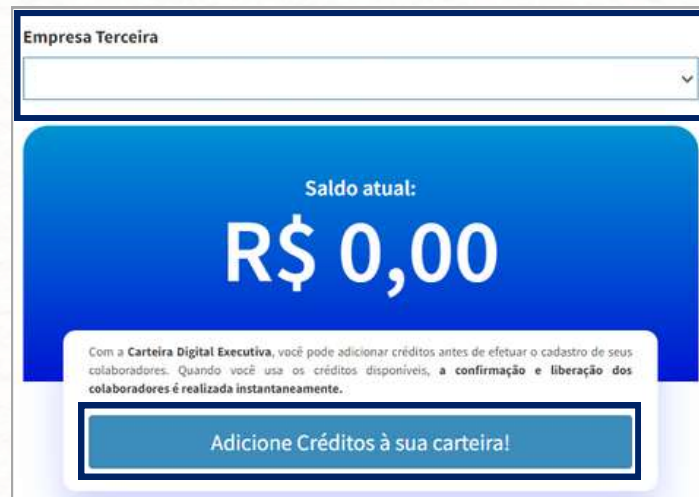 Empresa Terceira
Saldo atual:
R$ 0,00
Com a Carteira Digital Executiva, você pode adicionar créditos antes de efetuar o cadastro de seus
colaboradores. Quando você usa os créditos disponíveis, a confirmação e liberação dos
colaboradores é realizada instantaneamente.
Adicione Créditos à sua carteira!